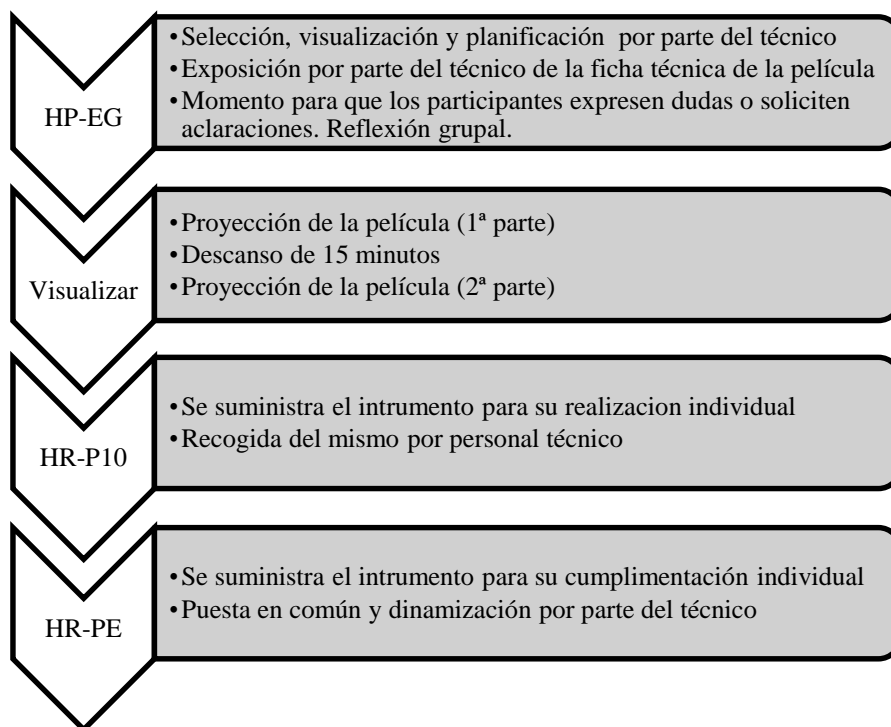 HP-EG
•Selección, visualización y planificación por parte del técnico
•Exposición por parte del técnico de la ficha técnica de la película
•Momento para que los participantes expresen dudas o soliciten
aclaraciones. Reflexión grupal.
Visualizar
•Proyección de la película (1ª parte)
•Descanso de 15 minutos
•Proyección de la película (2ª parte)
HR-P10
•Se suministra el intrumento para su realizacion individual
•Recogida del mismo por personal técnico
HR-PE
•Se suministra el intrumento para su cumplimentación individual
•Puesta en común y dinamización por parte del técnico